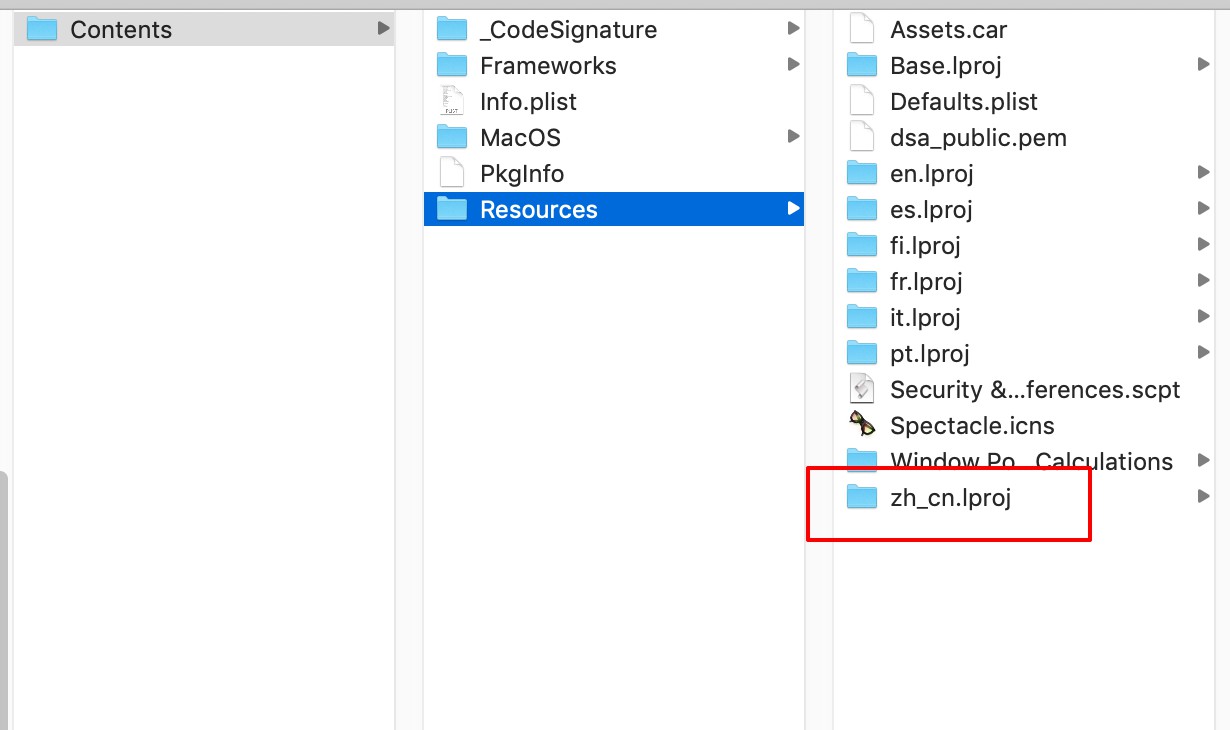 Contents
_CodeSignature
Frameworks
Info.plist
MacOS
PkgInfo
Resources
Assets.car
Base.lproj
Defaults.plist
dsa_public.pem
en.lproj
es.lproj
fi.lproj
fr.lproj
it.lproj
pt.lproj
Security &...ferences.scpt
Spectacle.icns
Window Po...Calculations
zh_cn.lproj